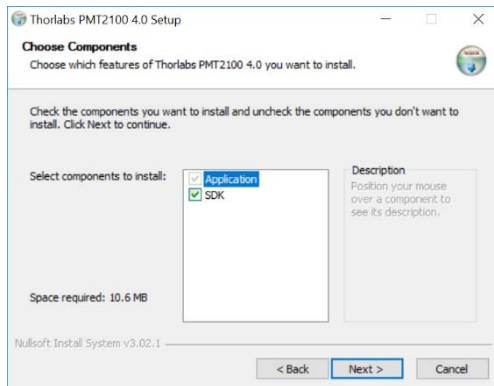 Thorlabs PMT2100 4.0 Setup
Choose Components
Choose which features of Thorlabs PMT2100 4.0 you want to install.
Check the components you want to install and uncheck the components you don't want to
install. Click Next to continue.
Select components to install:
Application
SDK
Description
Position your mouse
over a component to
see its description.
Space required: 10.6 MB
Nullsoft Install System v3.02.1
< Back
Next >
Cancel